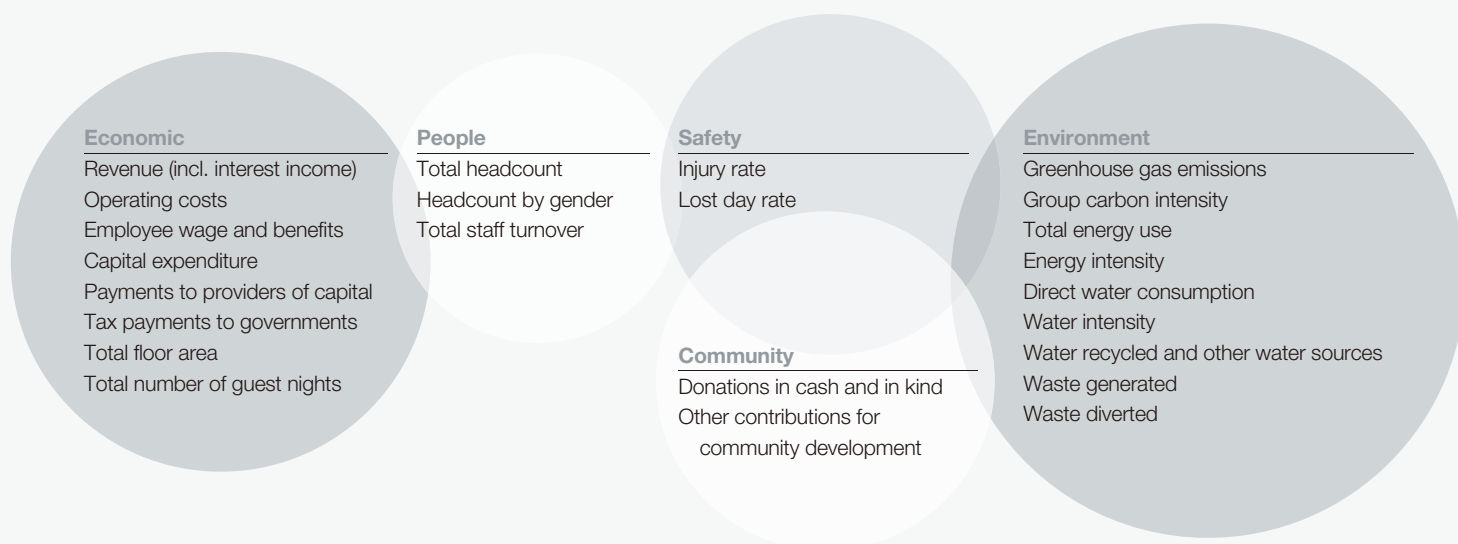 Economic
Revenue (incl. interest income)
Operating costs
Employee wage and benefits
Capital expenditure
Payments to providers of capital
Tax payments to governments
Total floor area
Total number of guest nights
People
Total headcount
Headcount by gender
Total staff turnover
Safety
Injury rate
Lost day rate
Community
Donations in cash and in kind
Other contributions for
community development
Environment
Greenhouse gas emissions
Group carbon intensity
Total energy use
Energy intensity
Direct water consumption
Water intensity
Water recycled and other water sources
Waste generated
Waste diverted